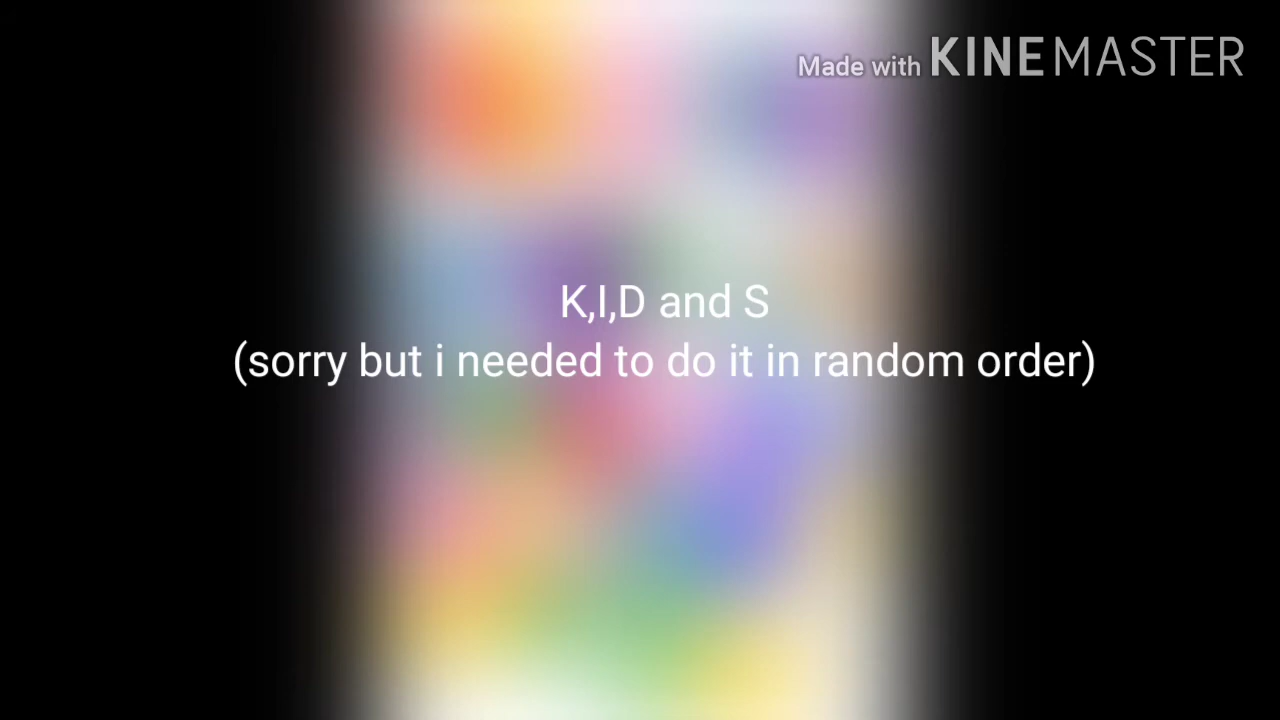 Made with KINEMASTER
K,I,D and S
(sorry but i needed to do it in random order)